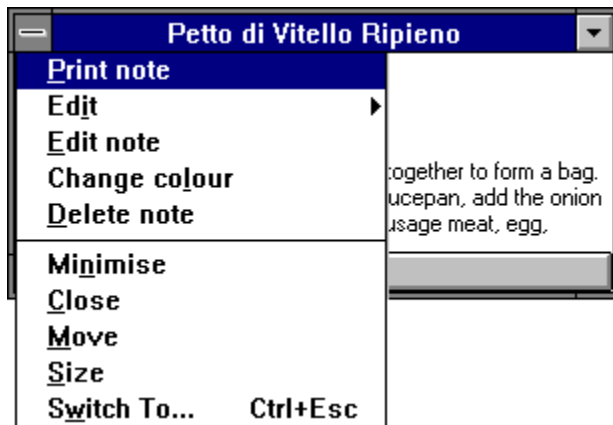 Petto di Vitello Ripieno
Print note
Edit
Edit note
Change colour
Delete note
Minimise
Close
Move
Size
Switch To... Ctrl+Esc
together to form a bag.
ucepan, add the onion
usage meat, egg,